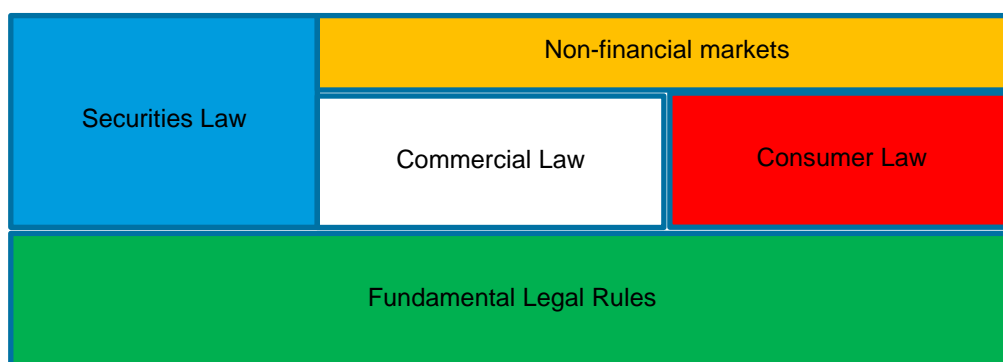 Non-financial markets
Securities Law
Commercial Law
Consumer Law
Fundamental Legal Rules